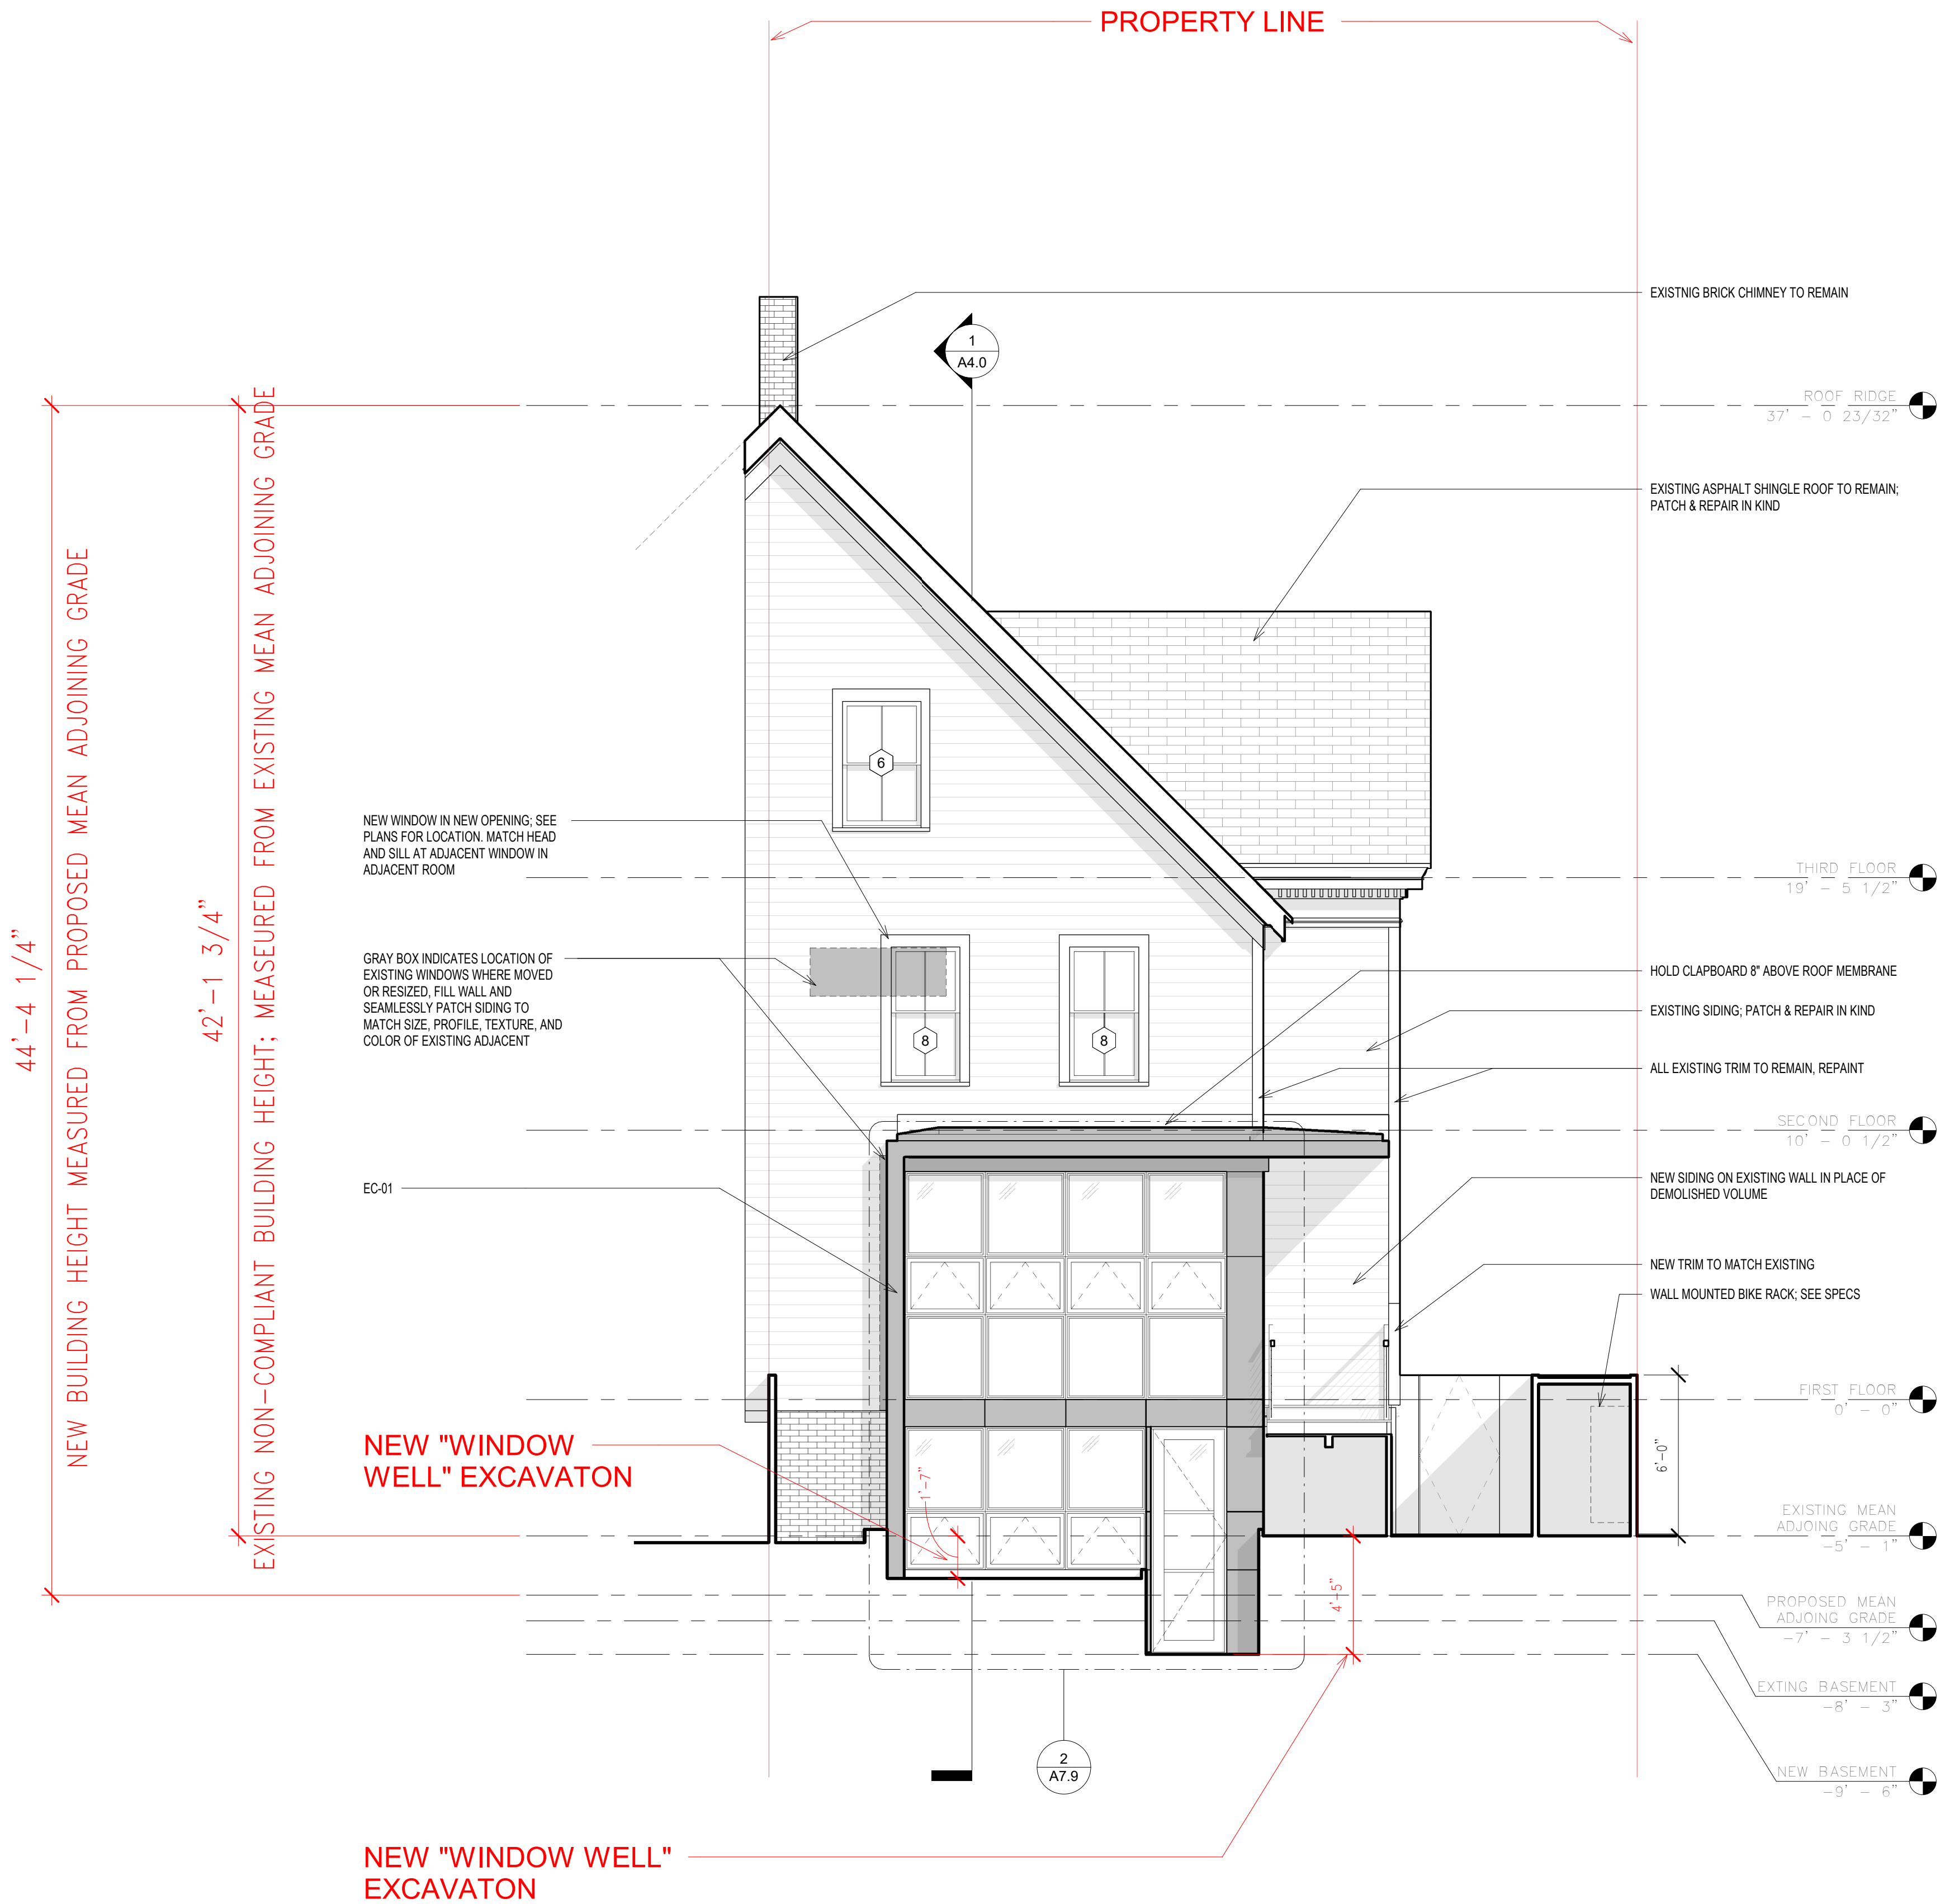 PROPERTY LINE
EXISTNIG BRICK CHIMNEY TO REMAIN
1
A4.0
ROOF RIDGE
37' - 0 23/32"
EXISTING ASPHALT SHINGLE ROOF TO REMAIN;
PATCH & REPAIR IN KIND
44'-4 1/4"
NEW BUILDING HEIGHT MEASURED FROM PROPOSED MEAN ADJOINING GRADE
42'-1 3/4"
EXISTING NON-COMPLIANT BUILDING HEIGHT; MEASEURED FROM EXISTING MEAN ADJOINING GRADE
6
NEW WINDOW IN NEW OPENING; SEE
PLANS FOR LOCATION. MATCH HEAD
AND SILL AT ADJACENT WINDOW IN
ADJACENT ROOM
THIRD FLOOR
19' - 5 1/2"
GRAY BOX INDICATES LOCATION OF
EXISTING WINDOWS WHERE MOVED
OR RESIZED, FILL WALL AND
SEAMLESSLY PATCH SIDING TO
MATCH SIZE, PROFILE, TEXTURE, AND
COLOR OF EXISTING ADJACENT
8
8
HOLD CLAPBOARD 8" ABOVE ROOF MEMBRANE
EXISTING SIDING; PATCH & REPAIR IN KIND
ALL EXISTING TRIM TO REMAIN, REPAINT
SECOND FLOOR
10' - 0 1/2"
EC-01
NEW SIDING ON EXISTING WALL IN PLACE OF
DEMOLISHED VOLUME
NEW TRIM TO MATCH EXISTING
WALL MOUNTED BIKE RACK; SEE SPECS
FIRST FLOOR
0' - 0"
NEW "WINDOW
WELL" EXCAVATON
1'-7"
6'-0"
EXISTING MEAN
ADJOING GRADE
-5' - 1"
4'-5"
PROPOSED MEAN
ADJOING GRADE
-7' - 3 1/2"
EXTING BASEMENT
-8' - 3"
2
A7.9
NEW BASEMENT
-9' - 6"
NEW "WINDOW WELL"
EXCAVATON